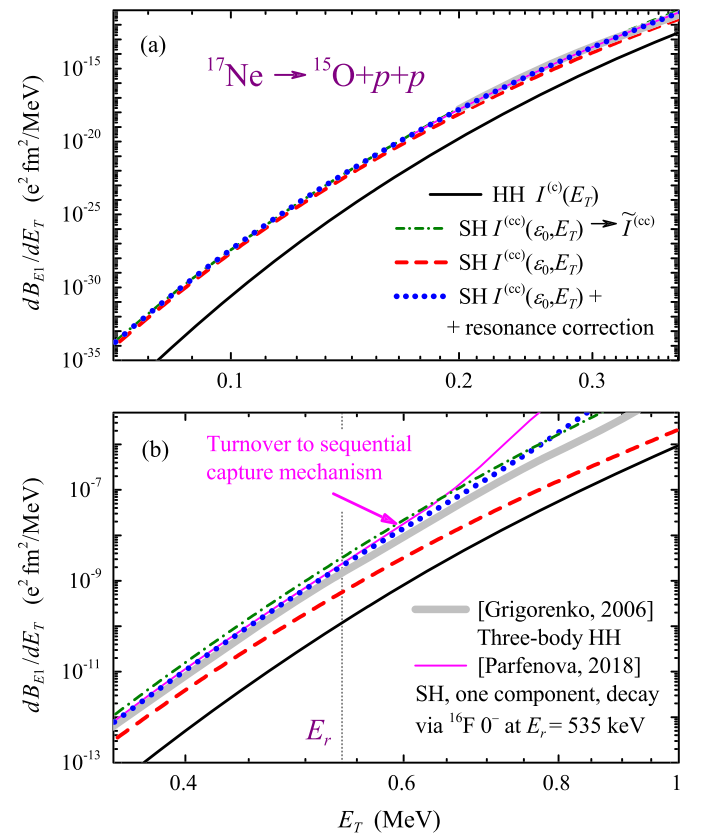 (a)
¹⁷Ne → ¹⁵O+p+p
dB_E1/dE_T (e² fm²/MeV)
10⁻¹⁵
10⁻²⁰
10⁻²⁵
10⁻³⁰
10⁻³⁵
HH I⁽ᶜ⁾(E_T)
SH I⁽ᶜᶜ⁾(ε₀,E_T) → Ĩ⁽ᶜᶜ⁾
SH I⁽ᶜᶜ⁾(ε₀,E_T)
SH I⁽ᶜᶜ⁾(ε₀,E_T) +
+ resonance correction
0.1
0.2
0.3
(b)
Turnover to sequential
capture mechanism
dB_E1/dE_T (e² fm²/MeV)
10⁻⁷
10⁻⁹
10⁻¹¹
10⁻¹³
E_r
[Grigorenko, 2006]
Three-body HH
[Parfenova, 2018]
SH, one component, decay
via ¹⁶F 0⁻ at E_r = 535 keV
0.4
0.6
0.8
1
E_T (MeV)